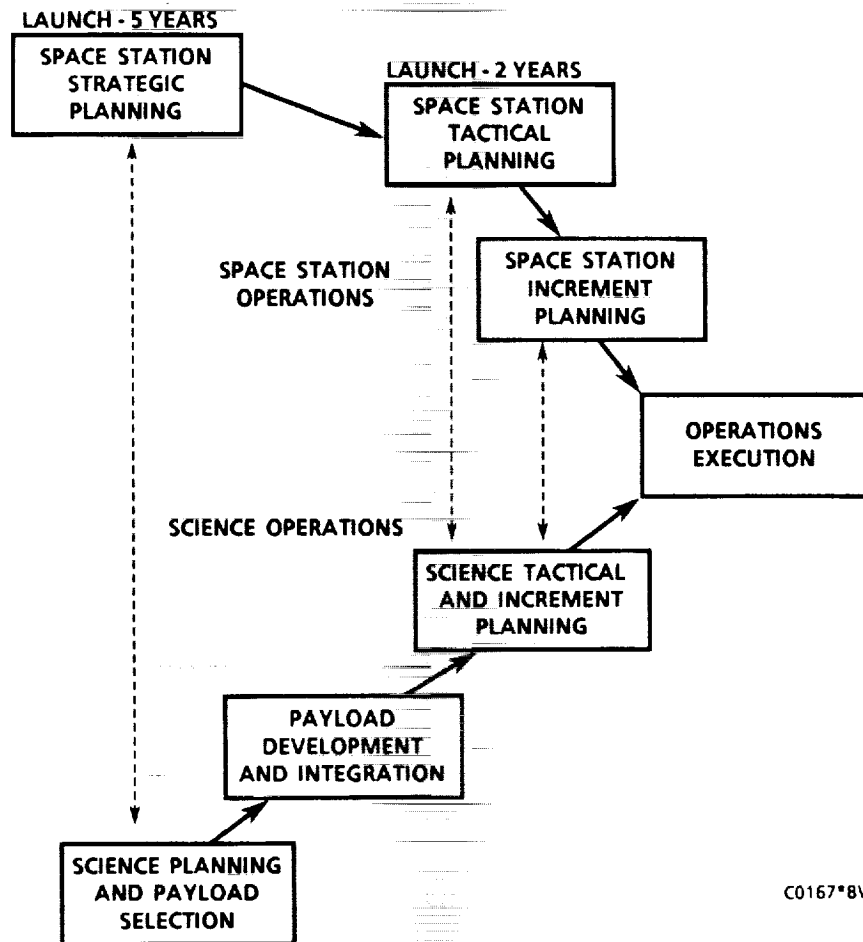 LAUNCH - 5 YEARS
SPACE STATION
STRATEGIC
PLANNING
LAUNCH - 2 YEARS
SPACE STATION
TACTICAL
PLANNING
SPACE STATION
OPERATIONS
SPACE STATION
INCREMENT
PLANNING
OPERATIONS
EXECUTION
SCIENCE OPERATIONS
SCIENCE TACTICAL
AND INCREMENT
PLANNING
PAYLOAD
DEVELOPMENT
AND INTEGRATION
SCIENCE PLANNING
AND PAYLOAD
SELECTION